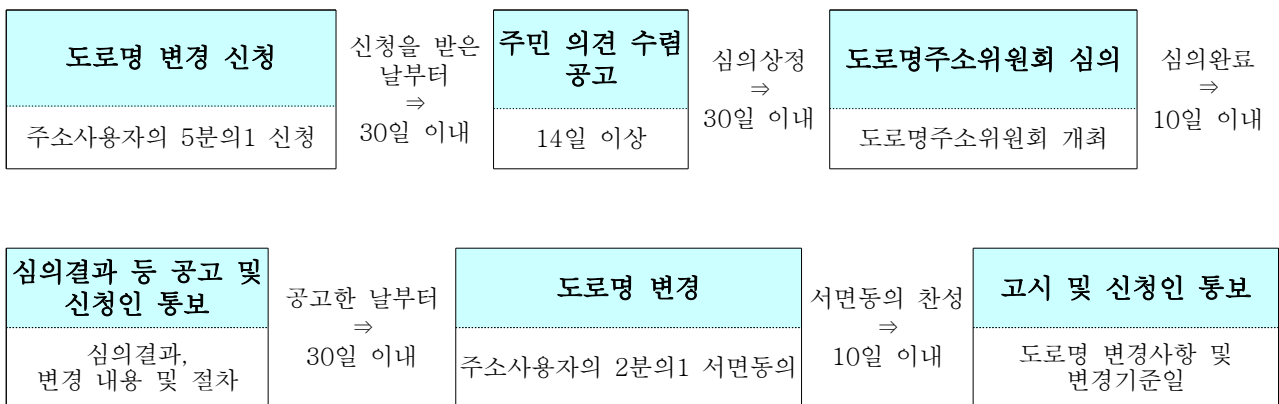 도로명 변경 신청
주소사용자의 5분의1 신청
신청을 받은
날부터
⇒
30일 이내
주민 의견 수렴
공고
14일 이상
심의상정
⇒
30일 이내
도로명주소위원회 심의
도로명주소위원회 개최
심의완료
⇒
10일 이내
심의결과 등 공고 및
신청인 통보
심의결과,
변경 내용 및 절차
공고한 날부터
⇒
30일 이내
도로명 변경
주소사용자의 2분의1 서면동의
서면동의 찬성
⇒
10일 이내
고시 및 신청인 통보
도로명 변경사항 및
변경기준일